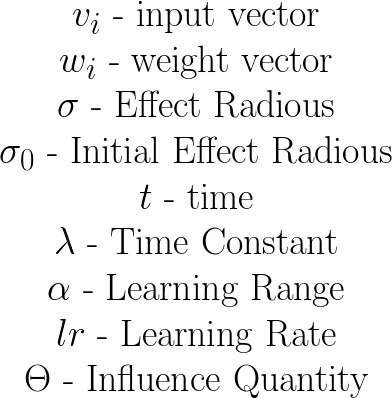 v_i - input vector
w_i - weight vector
σ - Effect Radious
σ_0 - Initial Effect Radious
t - time
λ - Time Constant
α - Learning Range
lr - Learning Rate
Θ - Influence Quantity